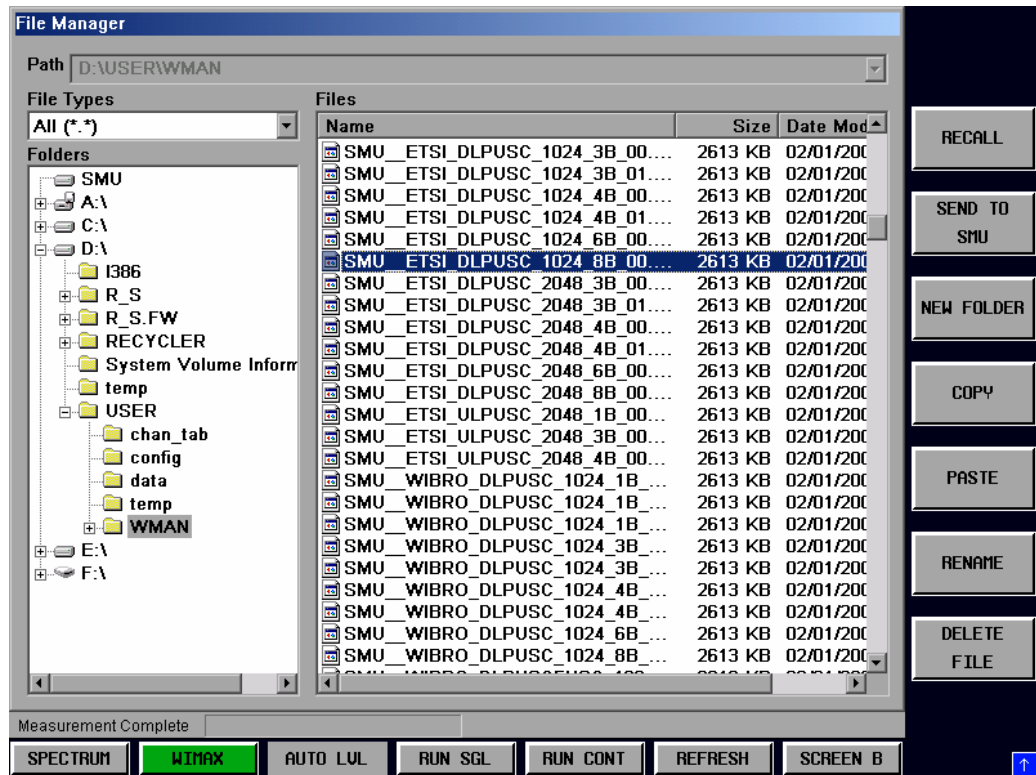 File Manager
Path D:\USER\WMAN
File Types
All (*.*)
Folders
SMU
A:\
C:\
D:\
I386
R_S
R_S.FW
RECYCLER
System Volume Inform
temp
USER
chan_tab
config
data
temp
WMAN
E:\
F:\
Files
Name Size Date Mod
SMU__ETSI_DLPUSC_1024_3B_00.... 2613 KB 02/01/200
SMU__ETSI_DLPUSC_1024_3B_01.... 2613 KB 02/01/200
SMU__ETSI_DLPUSC_1024_4B_00.... 2613 KB 02/01/200
SMU__ETSI_DLPUSC_1024_4B_01.... 2613 KB 02/01/200
SMU__ETSI_DLPUSC_1024_6B_00.... 2613 KB 02/01/200
SMU__ETSI_DLPUSC_1024_8B_00.... 2613 KB 02/01/200
SMU__ETSI_DLPUSC_2048_3B_00.... 2613 KB 02/01/200
SMU__ETSI_DLPUSC_2048_3B_01.... 2613 KB 02/01/200
SMU__ETSI_DLPUSC_2048_4B_00.... 2613 KB 02/01/200
SMU__ETSI_DLPUSC_2048_4B_01.... 2613 KB 02/01/200
SMU__ETSI_DLPUSC_2048_6B_00.... 2613 KB 02/01/200
SMU__ETSI_DLPUSC_2048_8B_00.... 2613 KB 02/01/200
SMU__ETSI_ULPUSC_2048_1B_00.... 2613 KB 02/01/200
SMU__ETSI_ULPUSC_2048_3B_00.... 2613 KB 02/01/200
SMU__ETSI_ULPUSC_2048_4B_00.... 2613 KB 02/01/200
SMU__WIBRO_DLPUSC_1024_1B_... 2613 KB 02/01/200
SMU__WIBRO_DLPUSC_1024_1B_... 2613 KB 02/01/200
SMU__WIBRO_DLPUSC_1024_1B_... 2613 KB 02/01/200
SMU__WIBRO_DLPUSC_1024_3B_... 2613 KB 02/01/200
SMU__WIBRO_DLPUSC_1024_3B_... 2613 KB 02/01/200
SMU__WIBRO_DLPUSC_1024_4B_... 2613 KB 02/01/200
SMU__WIBRO_DLPUSC_1024_4B_... 2613 KB 02/01/200
SMU__WIBRO_DLPUSC_1024_6B_... 2613 KB 02/01/200
SMU__WIBRO_DLPUSC_1024_8B_... 2613 KB 02/01/200
RECALL
SEND TO
SMU
NEW FOLDER
COPY
PASTE
RENAME
DELETE
FILE
Measurement Complete
SPECTRUM WIMAX AUTO LVL RUN SGL RUN CONT REFRESH SCREEN B